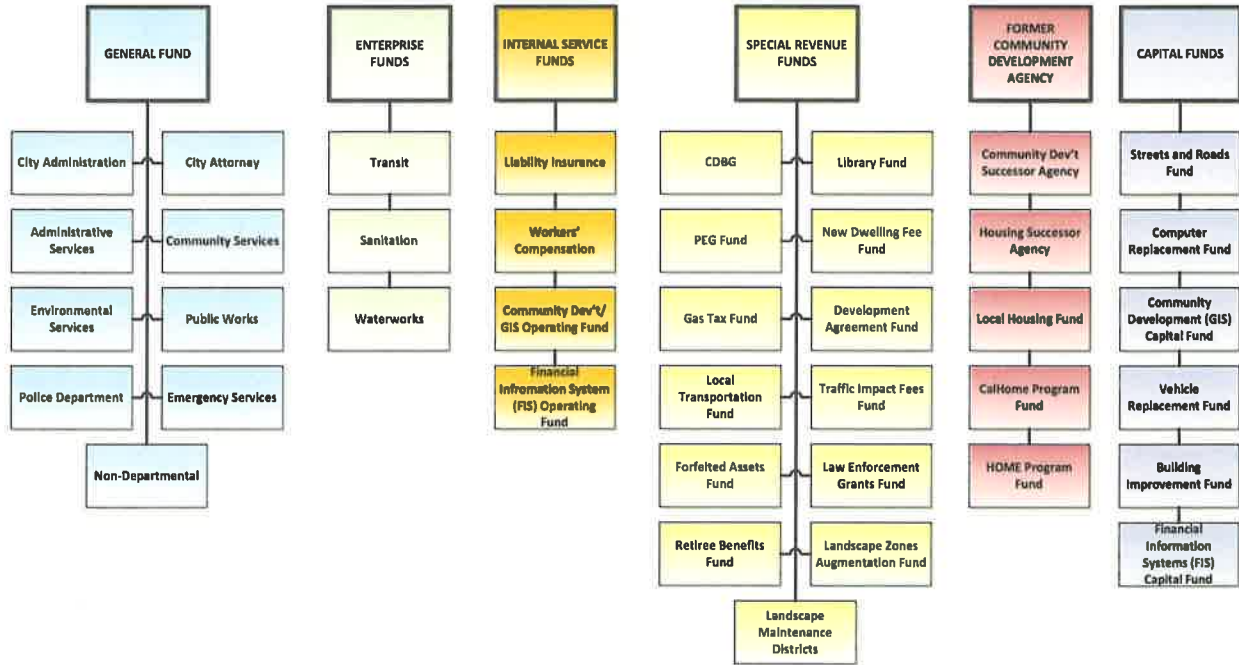 GENERAL FUND
City Administration
City Attorney
Administrative
Services
Community Services
Environmental
Services
Public Works
Police Department
Emergency Services
Non-Departmental
ENTERPRISE
FUNDS
Transit
Sanitation
Waterworks
INTERNAL SERVICE
FUNDS
Liability Insurance
Workers'
Compensation
Community Dev't/
GIS Operating Fund
Financial
Infromation System
(FIS) Operating
Fund
SPECIAL REVENUE
FUNDS
CDBG
Library Fund
PEG Fund
New Dwelling Fee
Fund
Gas Tax Fund
Development
Agreement Fund
Local
Transportation
Fund
Traffic Impact Fees
Fund
Forfeited Assets
Fund
Law Enforcement
Grants Fund
Retiree Benefits
Fund
Landscape Zones
Augmentation Fund
Landscape
Maintenance
Districts
FORMER
COMMUNITY
DEVELOPMENT
AGENCY
Community Dev't
Successor Agency
Housing Successor
Agency
Local Housing Fund
CalHome Program
Fund
HOME Program
Fund
CAPITAL FUNDS
Streets and Roads
Fund
Computer
Replacement Fund
Community
Development (GIS)
Capital Fund
Vehicle
Replacement Fund
Building
Improvement Fund
Financial
Information
Systems (FIS)
Capital Fund